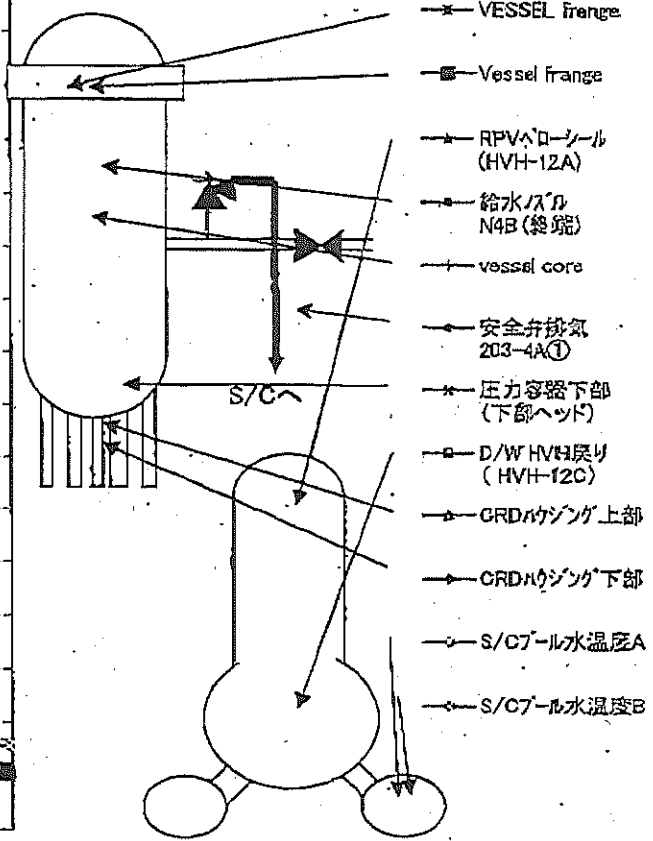 VESSEL frange
Vessel frange
RPVベローシール
(HVH-12A)
給水ノズル
N4B (終端)
vessel core
安全弁排気
203-4A①
圧力容器下部
(下部ヘッド)
D/W HVH戻り
( HVH-12C)
CRDハウジング上部
CRDハウジング下部
S/Cプール水温度A
S/Cプール水温度B
S/Cへ